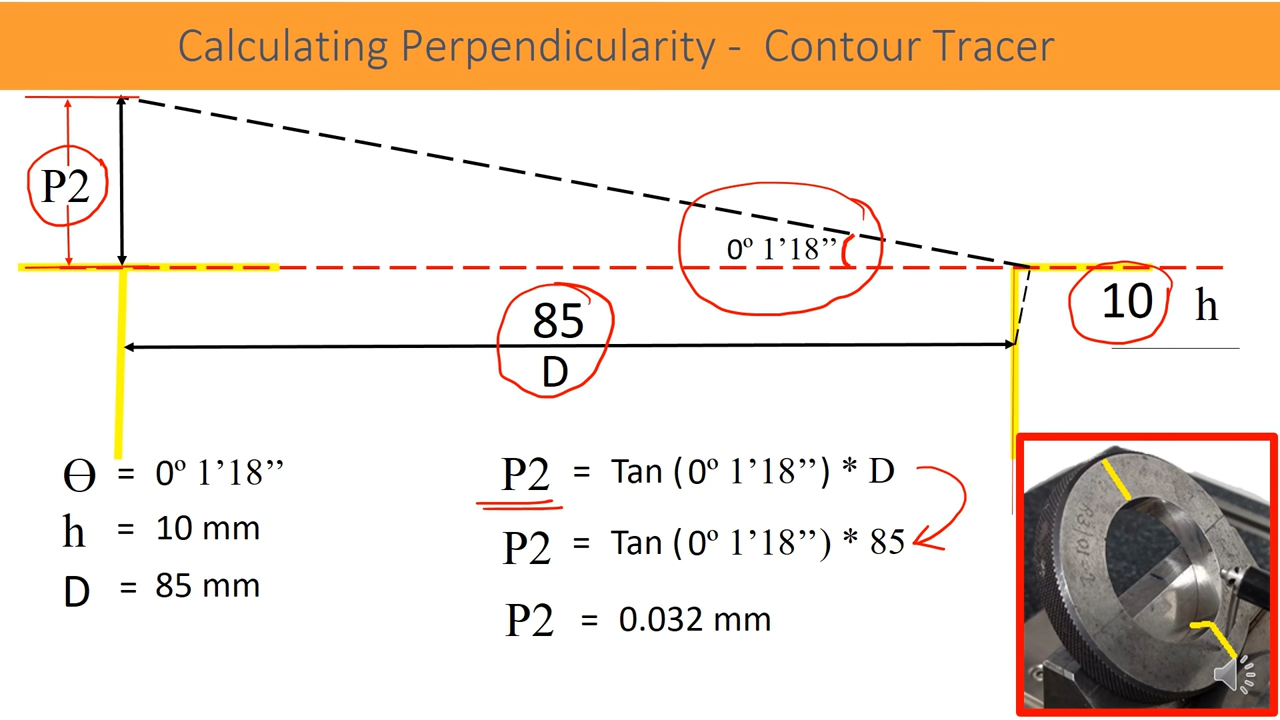 Calculating Perpendicularity - Contour Tracer
P2
0º 1’18’’
85
D
10 h
Ө = 0º 1’18’’
h = 10 mm
D = 85 mm
P2 = Tan (0º 1’18’’) * D
P2 = Tan (0º 1’18’’) * 85
P2 = 0.032 mm